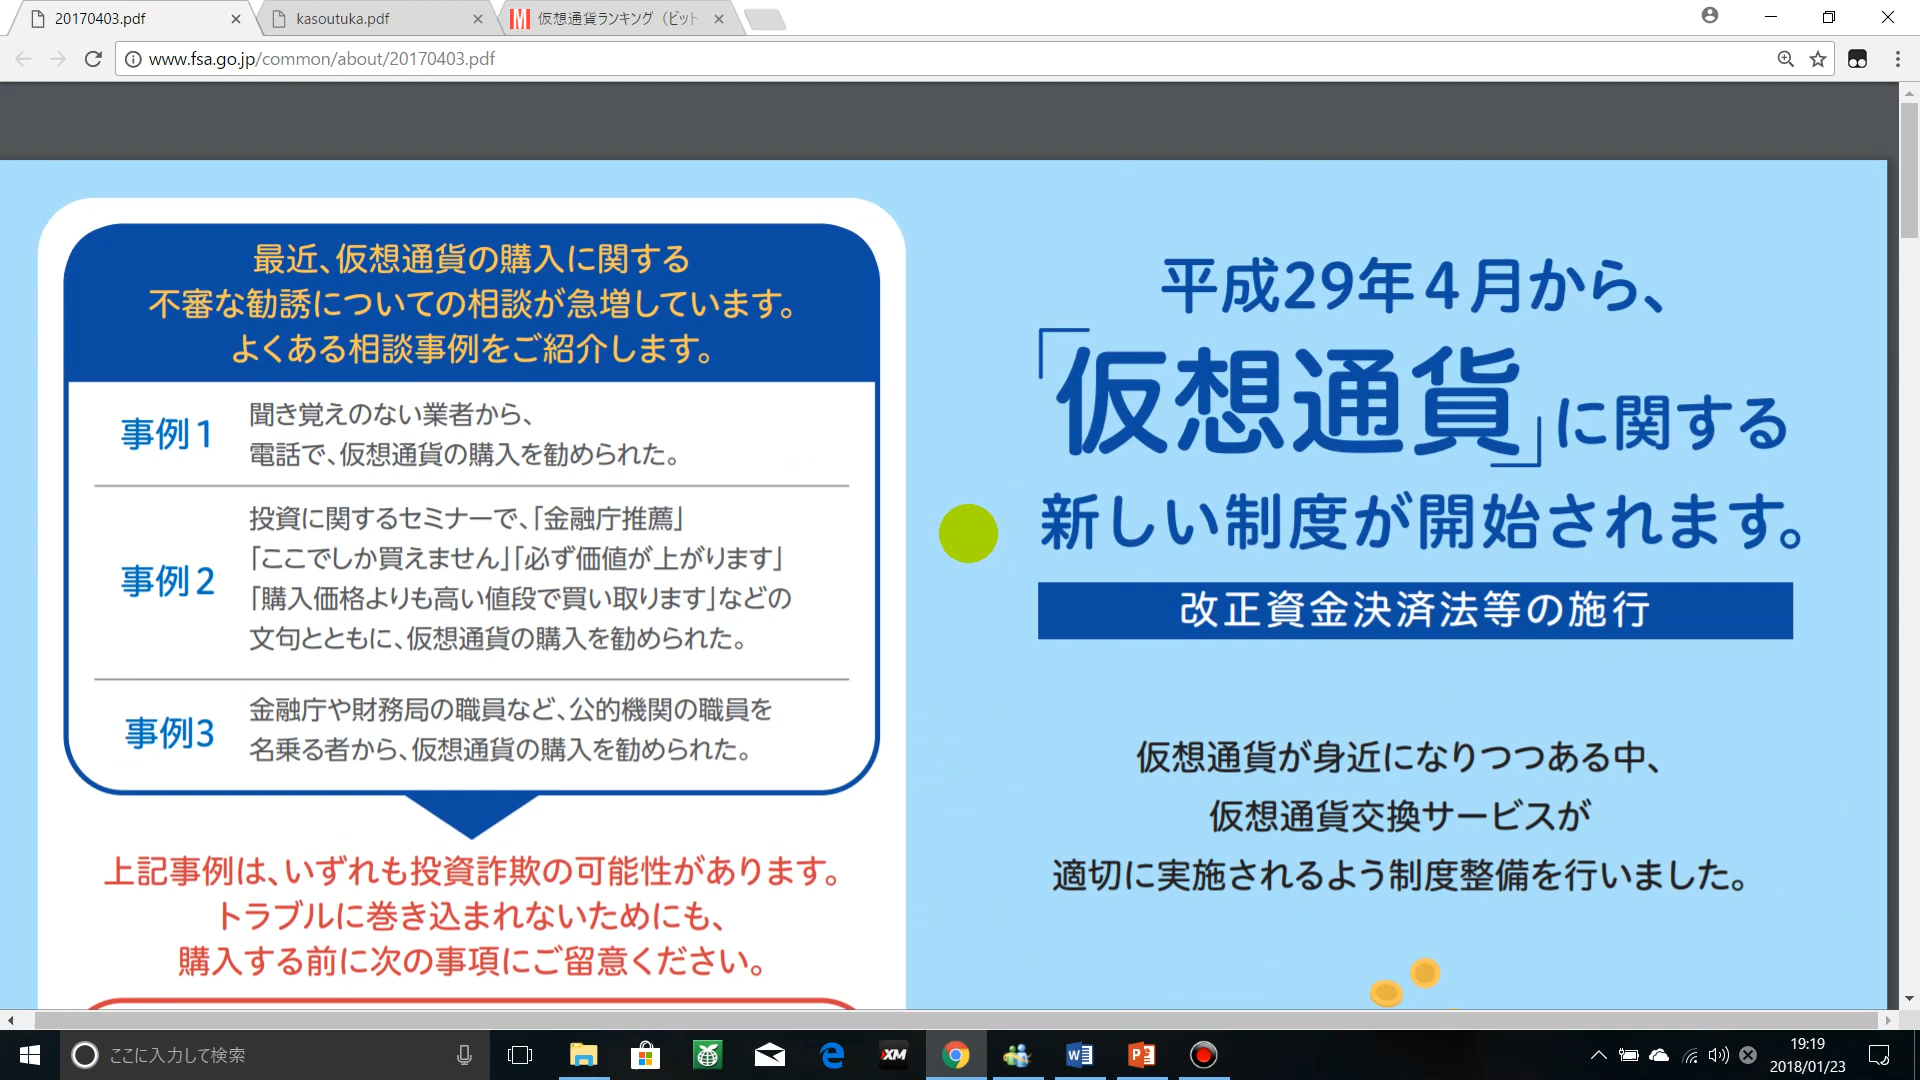 20170403.pdf
kasoutuka.pdf
仮想通貨ランキング（ビット
www.fsa.go.jp/common/about/20170403.pdf
最近、仮想通貨の購入に関する
不審な勧誘についての相談が急増しています。
よくある相談事例をご紹介します。
事例1
聞き覚えのない業者から、
電話で、仮想通貨の購入を勧められた。
事例2
投資に関するセミナーで、「金融庁推薦」
「ここでしか買えません」「必ず価値が上がります」
「購入価格よりも高い値段で買い取ります」などの
文句とともに、仮想通貨の購入を勧められた。
事例3
金融庁や財務局の職員など、公的機関の職員を
名乗る者から、仮想通貨の購入を勧められた。
上記事例は、いずれも投資詐欺の可能性があります。
トラブルに巻き込まれないためにも、
購入する前に次の事項にご留意ください。
平成29年4月から、
「仮想通貨」に関する
新しい制度が開始されます。
改正資金決済法等の施行
仮想通貨が身近になりつつある中、
仮想通貨交換サービスが
適切に実施されるよう制度整備を行いました。
ここに入力して検索
XM
19:19
2018/01/23